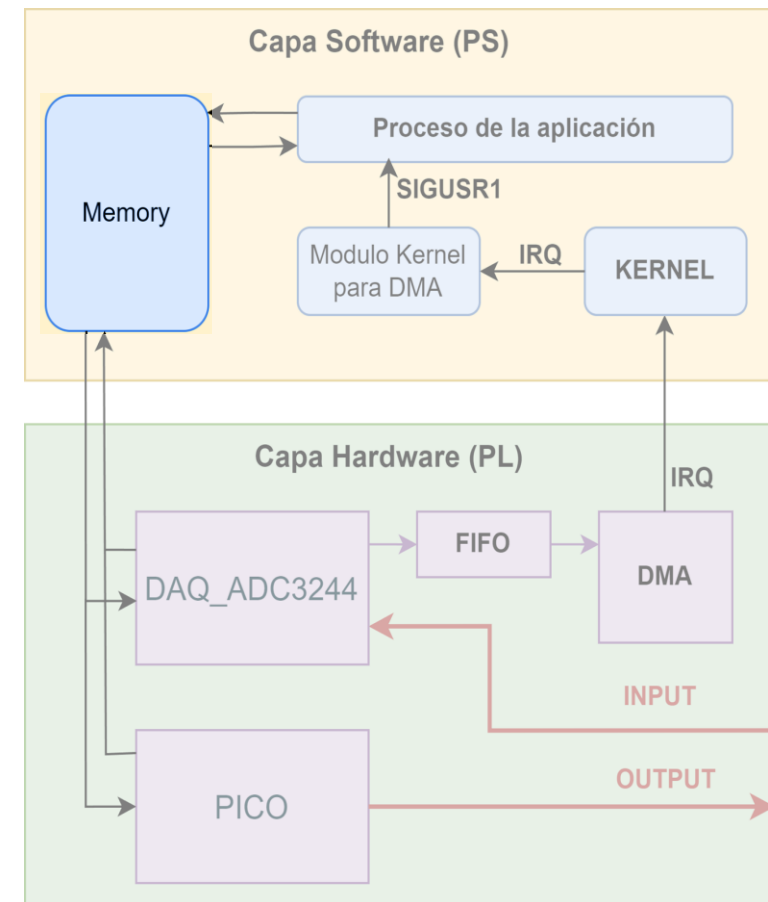 Capa Software (PS)
Proceso de la aplicación
Memory
SIGUSR1
Modulo Kernel
para DMA
IRQ
KERNEL
Capa Hardware (PL)
IRQ
DAQ_ADC3244
FIFO
DMA
INPUT
OUTPUT
PICO